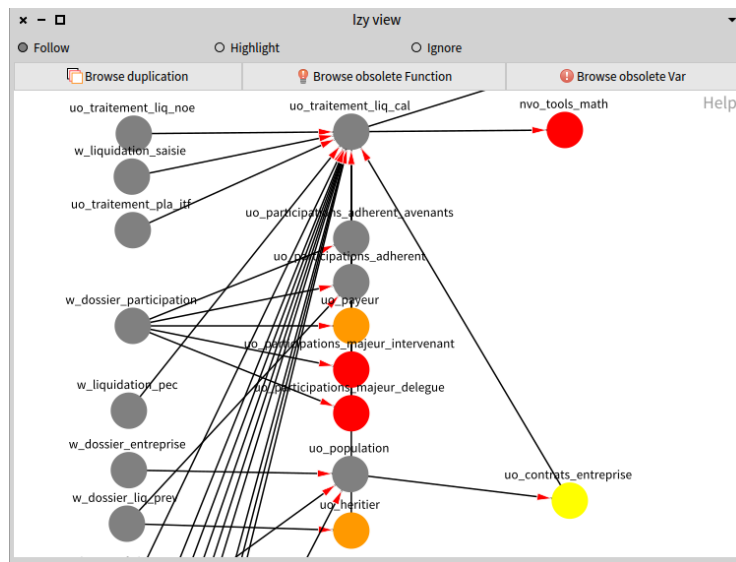 Izy view
Follow
Highlight
Ignore
Browse duplication
Browse obsolete Function
Browse obsolete Var
Help
uo_traitement_liq_noe
uo_traitement_liq_cal
nvo_tools_math
w_liquidation_saisie
uo_traitement_pla_itf
uo_participations_adherent_avenants
uo_participations_adherent
w_dossier_participation
uo_payeur
uo_participations_majeur_intervenant
w_liquidation_pec
uo_participations_majeur_delegue
w_dossier_entreprise
uo_population
uo_contrats_entreprise
w_dossier_liq_prev
uo_heritier